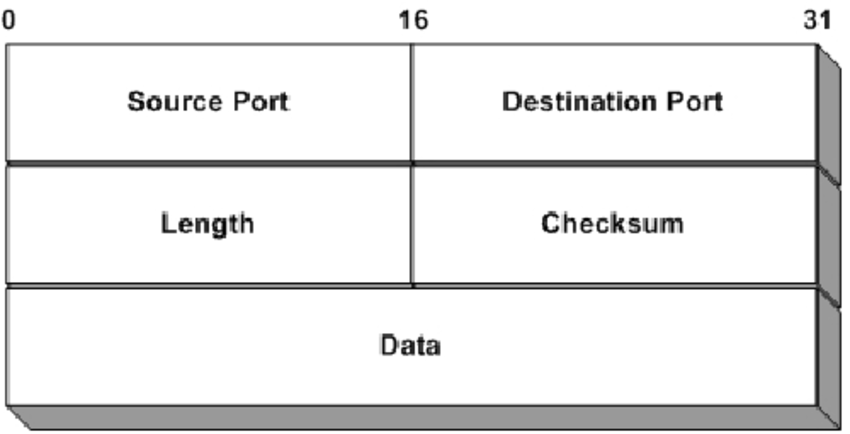 0 16 31
Source Port Destination Port
Length Checksum
Data